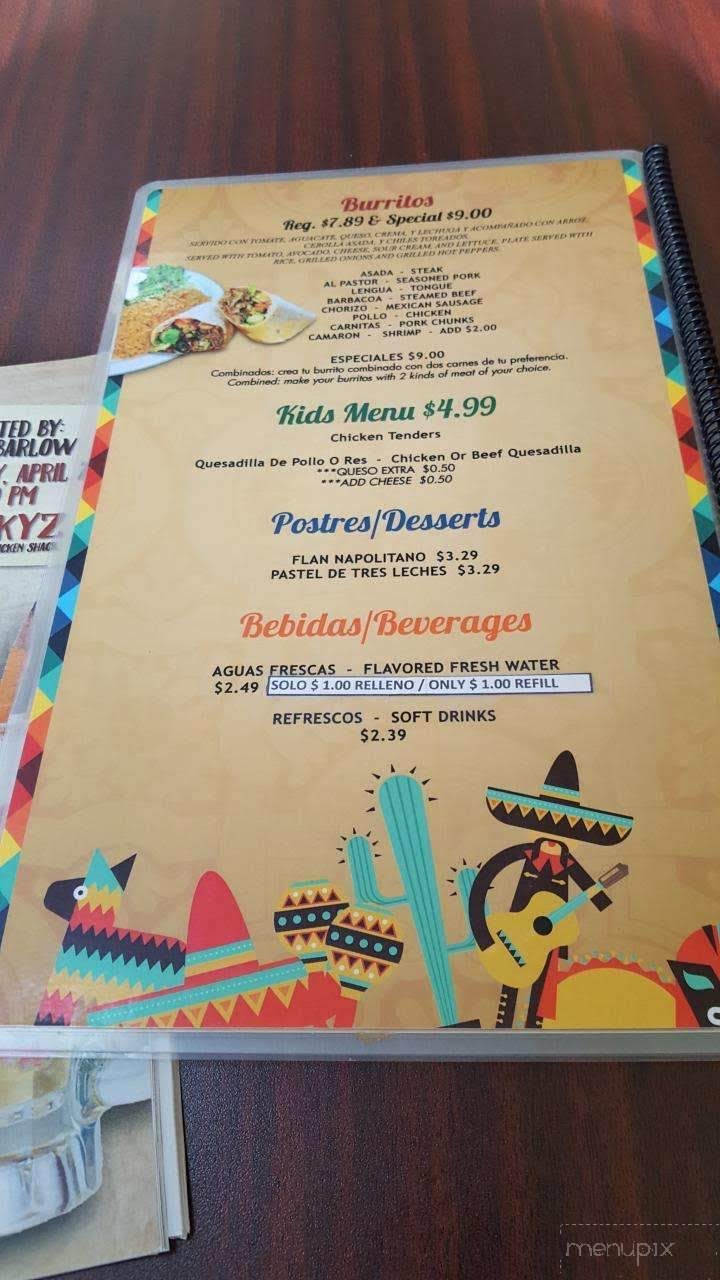 Burritos
Reg. $7.89 & Special $9.00
SERVIDO CON TOMATE, AGUACATE, QUESO, CREMA, Y LECHUGA Y ACOMPAÑADO CON ARROZ,
CEBOLLA ASADA, Y CHILES TOREADOS.
SERVED WITH TOMATO, AVOCADO, CHEESE, SOUR CREAM, AND LETTUCE, PLATE SERVED WITH
RICE, GRILLED ONIONS AND GRILLED HOT PEPPERS.
ASADA - STEAK
AL PASTOR - SEASONED PORK
LENGUA - TONGUE
BARBACOA - STEAMED BEEF
CHORIZO - MEXICAN SAUSAGE
POLLO - CHICKEN
CARNITAS - PORK CHUNKS
CAMARON - SHRIMP - ADD $2.00
ESPECIALES $9.00
Combinados: crea tu burrito combinado con dos carnes de tu preferencia.
Combined: make your burritos with 2 kinds of meat of your choice.
Kids Menu $4.99
Chicken Tenders
Quesadilla De Pollo O Res - Chicken Or Beef Quesadilla
***QUESO EXTRA $0.50
***ADD CHEESE $0.50
Postres/Desserts
FLAN NAPOLITANO $3.29
PASTEL DE TRES LECHES $3.29
Bebidas/Beverages
AGUAS FRESCAS - FLAVORED FRESH WATER
$2.49 SOLO $ 1.00 RELLENO / ONLY $ 1.00 REFILL
REFRESCOS - SOFT DRINKS
$2.39
TED BY:
BARLOW
Y, APRIL
PM
KYZ
ICKEN SHAC
menupix